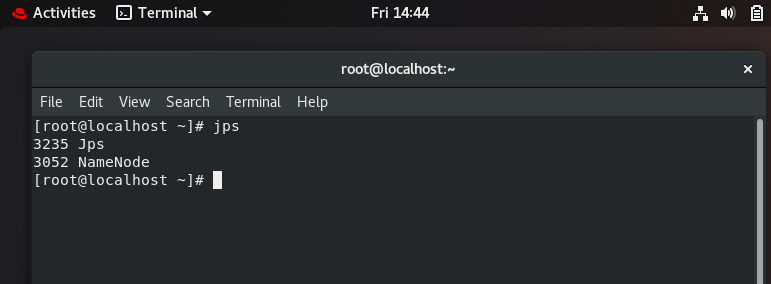 Activities Terminal Fri 14:44
root@localhost:~ ×
File Edit View Search Terminal Help
[root@localhost ~]# jps
3235 Jps
3052 NameNode
[root@localhost ~]#